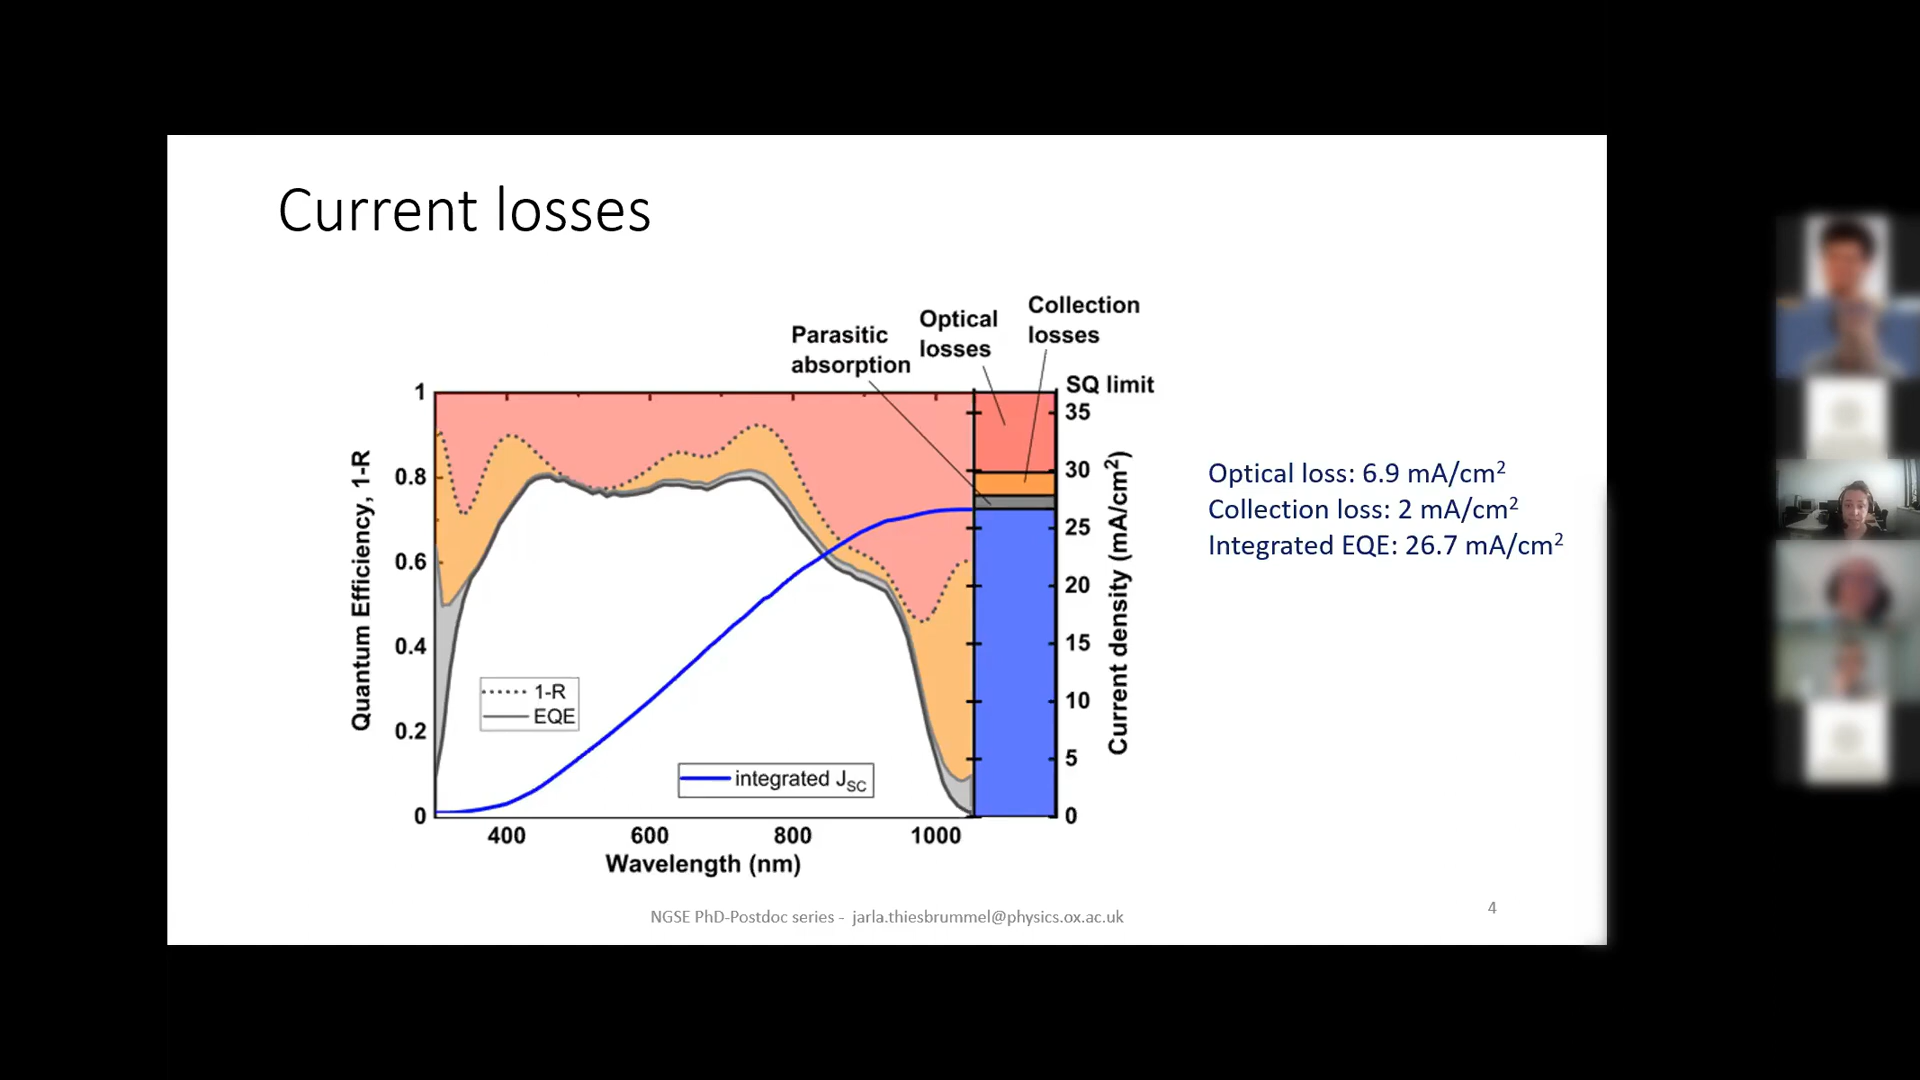 Current losses
Parasitic
absorption
Optical
losses
Collection
losses
SQ limit
Quantum Efficiency, 1-R
1
0.8
0.6
0.4
0.2
0
400
600
800
1000
Wavelength (nm)
1-R
EQE
integrated JSC
35
30
25
20
15
10
5
0
Current density (mA/cm²)
Optical loss: 6.9 mA/cm²
Collection loss: 2 mA/cm²
Integrated EQE: 26.7 mA/cm²
NGSE PhD-Postdoc series - jarla.thiesbrummel@physics.ox.ac.uk
4